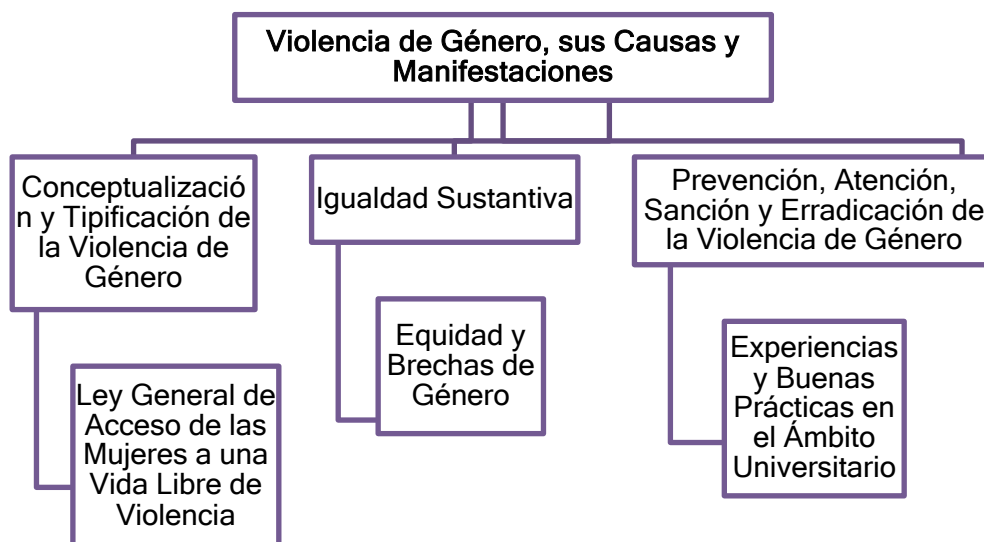 Violencia de Género, sus Causas y
Manifestaciones
Conceptualizació
n y Tipificación de
la Violencia de
Género
Ley General de
Acceso de las
Mujeres a una
Vida Libre de
Violencia
Igualdad Sustantiva
Equidad y
Brechas de
Género
Prevención, Atención,
Sanción y Erradicación de
la Violencia de Género
Experiencias
y Buenas
Prácticas en
el Ámbito
Universitario